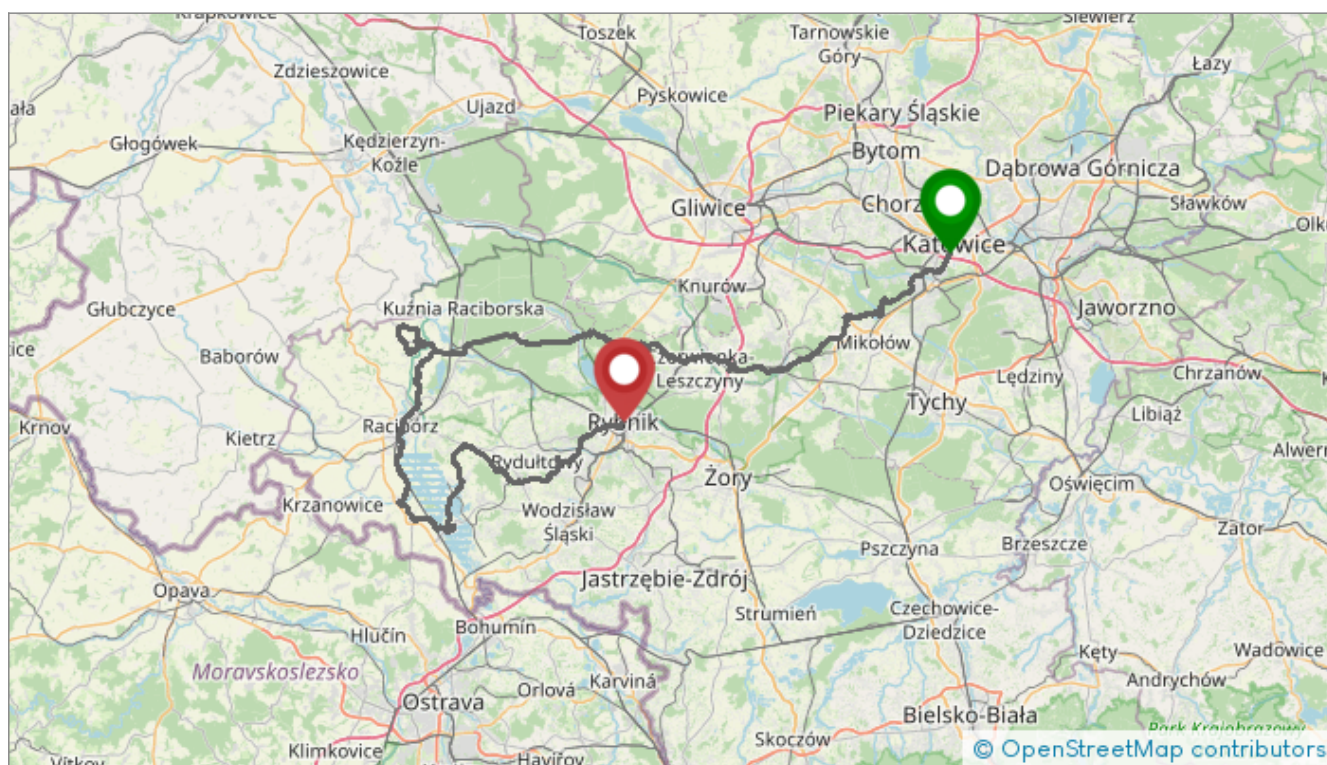 Krapkowice
Toszek
Tarnowskie
Góry
Siewierz
Zdzieszowice
Łazy
Ujazd
Pyskowice
Piekary Śląskie
Głogówek
Kędzierzyn-
Koźle
Bytom
Dąbrowa Górnicza
Gliwice
Sławków
Katowice
Knurów
Głubczyce
Kuźnia Raciborska
Jaworzno
Baborów
Mikołów
Leszczyny
Lędziny
Chrzanów
Tychy
Libiąż
Krnov
Kietrz
Racibórz
Rybnik
Rydułtowy
Żory
Oświęcim
Krzanowice
Wodzisław
Śląski
Zator
Pszczyna
Brzeszcze
Opava
Jastrzębie-Zdrój
Strumień
Czechowice-
Dziedzice
Hlučín
Bohumín
Kęty
Wadowice
Moravskoslezsko
Orlová
Karviná
Andrychów
Ostrava
Bielsko-Biała
Klimkovice
Skoczów
© OpenStreetMap contributors